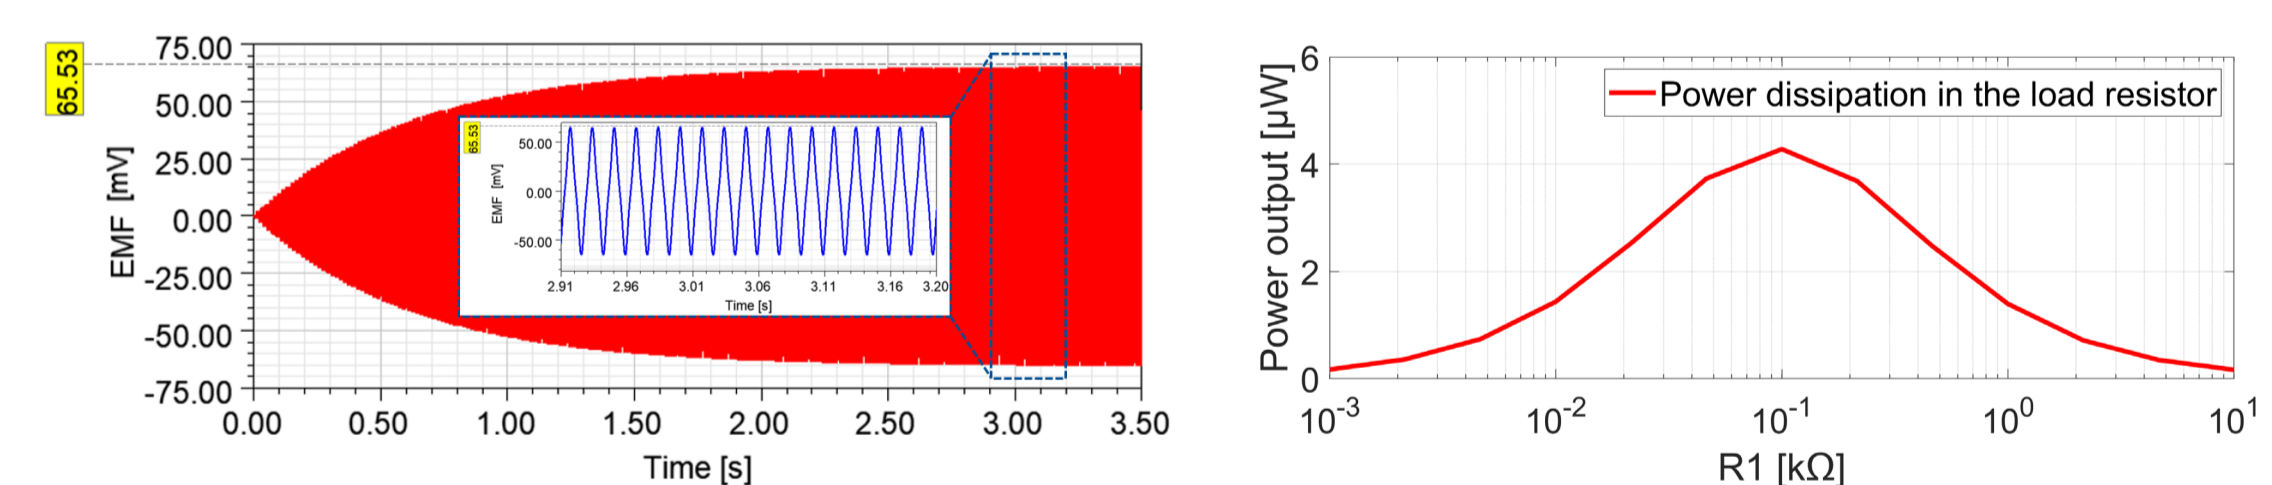 65.53
75.00
50.00
25.00
0.00
-25.00
-50.00
-75.00
EMF [mV]
0.00 0.50 1.00 1.50 2.00 2.50 3.00 3.50
Time [s]
65.53
50.00
0.00
-50.00
EMF [mV]
2.91 2.96 3.01 3.06 3.11 3.16 3.20
Time [s]
Power output [µW]
6
4
2
0
Power dissipation in the load resistor
10-3 10-2 10-1 100 101
R1 [kΩ]